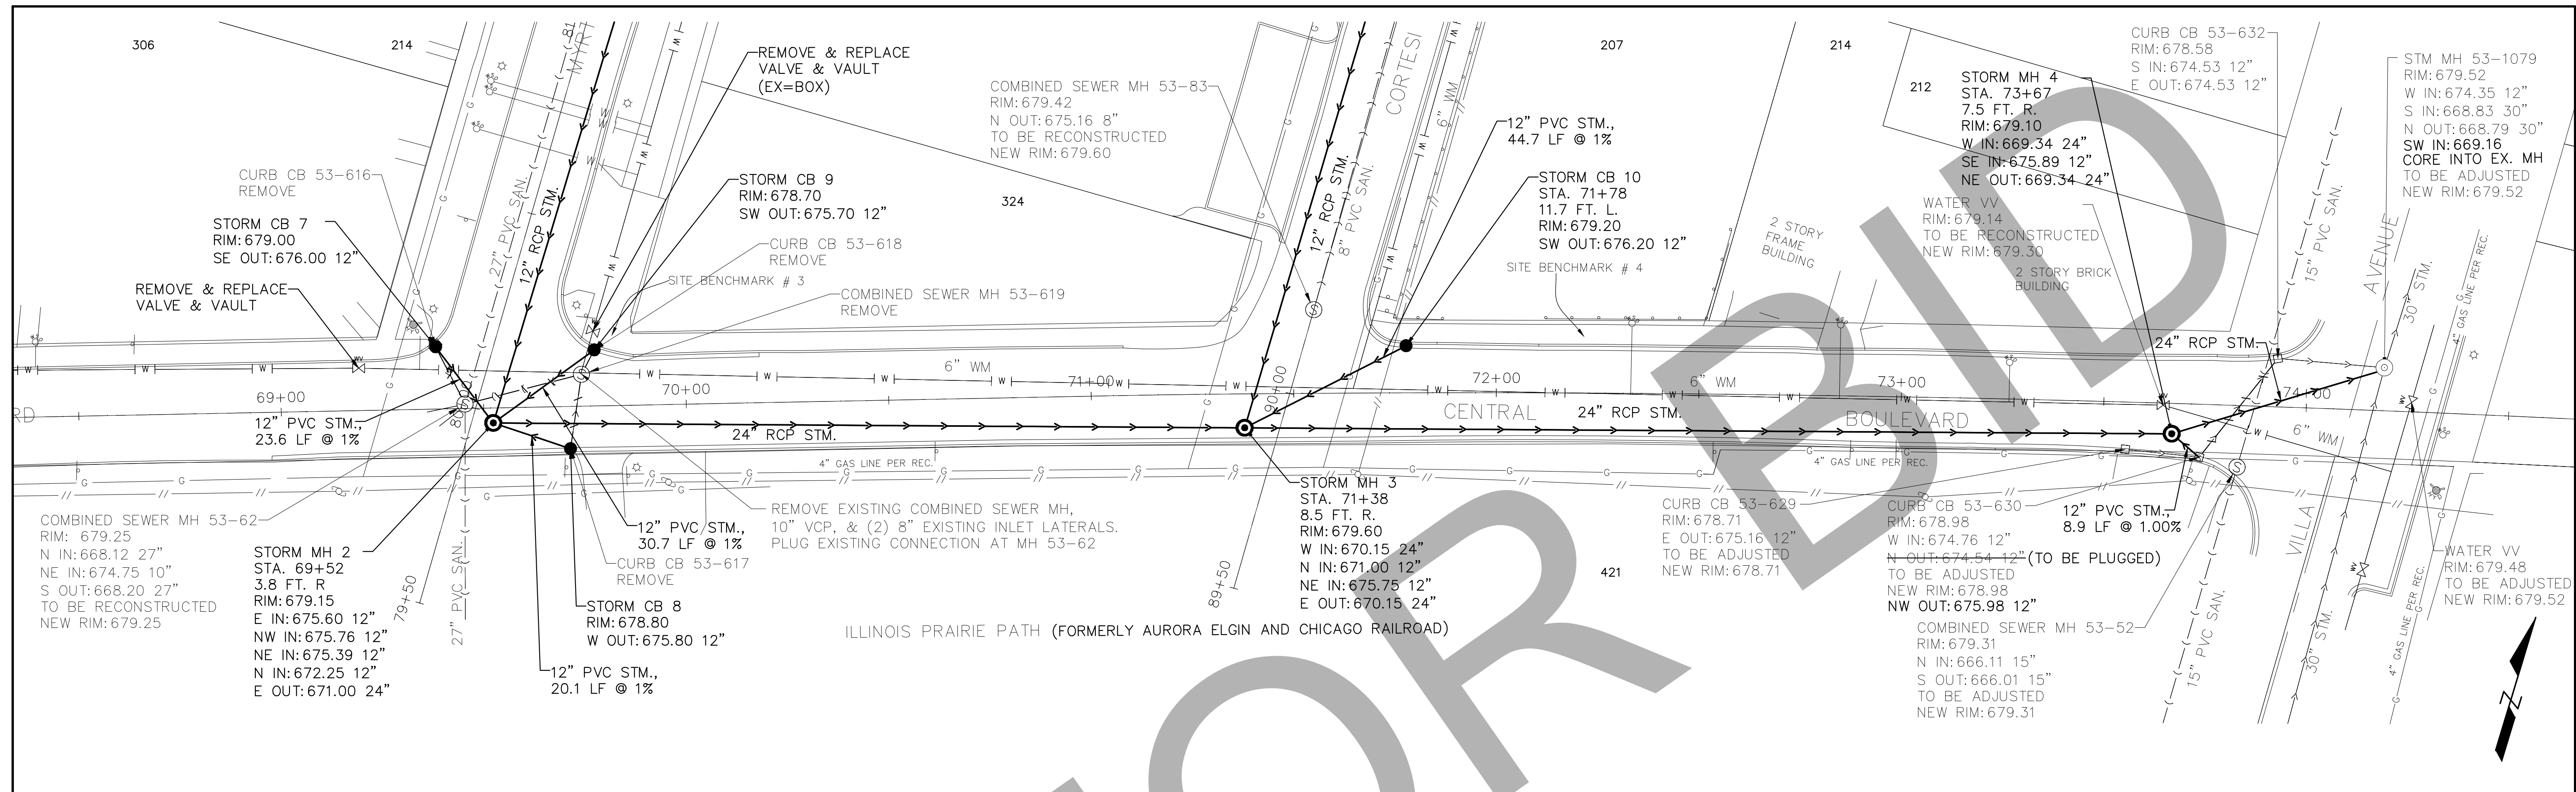 306
214
MYRT
81
REMOVE & REPLACE
VALVE & VAULT
(EX=BOX)
COMBINED SEWER MH 53-83
RIM:679.42
N OUT:675.16 8"
TO BE RECONSTRUCTED
NEW RIM:679.60
CORTESI
6" WM
207
214
212
12" PVC STM.,
44.7 LF @ 1%
STORM MH 4
STA. 73+67
7.5 FT. R.
RIM:679.10
W IN:669.34 24"
SE IN:675.89 12"
NE OUT:669.34 24"
CURB CB 53-632
RIM:678.58
S IN:674.53 12"
E OUT:674.53 12"
STM MH 53-1079
RIM:679.52
W IN:674.35 12"
S IN:668.83 30"
N OUT:668.79 30"
SW IN:669.16
CORE INTO EX. MH
TO BE ADJUSTED
NEW RIM:679.52
CURB CB 53-616
REMOVE
STORM CB 7
RIM:679.00
SE OUT:676.00 12"
REMOVE & REPLACE
VALVE & VAULT
27" PVC SAN.
12" RCP STM.
STORM CB 9
RIM:678.70
SW OUT:675.70 12"
CURB CB 53-618
REMOVE
SITE BENCHMARK # 3
COMBINED SEWER MH 53-619
REMOVE
324
12" RCP STM.
8" PVC SAN.
STORM CB 10
STA. 71+78
11.7 FT. L.
RIM:679.20
SW OUT:676.20 12"
SITE BENCHMARK # 4
2 STORY
FRAME
BUILDING
WATER VV
RIM:679.14
TO BE RECONSTRUCTED
NEW RIM:679.30
2 STORY BRICK
BUILDING
15" PVC SAN.
AVENUE
30" STM.
4" GAS LINE PER REC.
24" RCP STM.
RD
69+00
70+00
6" WM
71+00
90+00
72+00
6" WM
73+00
74+00
6" WM
12" PVC STM.,
23.6 LF @ 1%
24" RCP STM.
CENTRAL
24" RCP STM.
BOULEVARD
4" GAS LINE PER REC.
4" GAS LINE PER REC.
COMBINED SEWER MH 53-62
RIM: 679.25
N IN:668.12 27"
NE IN:674.75 10"
S OUT:668.20 27"
TO BE RECONSTRUCTED
NEW RIM:679.25
STORM MH 2
STA. 69+52
3.8 FT. R
RIM:679.15
E IN:675.60 12"
NW IN:675.76 12"
NE IN:675.39 12"
N IN:672.25 12"
E OUT:671.00 24"
79+50
27" PVC SAN.
12" PVC STM.,
30.7 LF @ 1%
CURB CB 53-617
REMOVE
STORM CB 8
RIM:678.80
W OUT:675.80 12"
12" PVC STM.,
20.1 LF @ 1%
REMOVE EXISTING COMBINED SEWER MH,
10" VCP, & (2) 8" EXISTING INLET LATERALS.
PLUG EXISTING CONNECTION AT MH 53-62
89+50
STORM MH 3
STA. 71+38
8.5 FT. R.
RIM:679.60
W IN:670.15 24"
N IN:671.00 12"
NE IN:675.75 12"
E OUT:670.15 24"
ILLINOIS PRAIRIE PATH (FORMERLY AURORA ELGIN AND CHICAGO RAILROAD)
421
CURB CB 53-629
RIM:678.71
E OUT:675.16 12"
TO BE ADJUSTED
NEW RIM:678.71
CURB CB 53-630
RIM:678.98
W IN:674.76 12"
N OUT:674.54 12" (TO BE PLUGGED)
TO BE ADJUSTED
NEW RIM:678.98
NW OUT:675.98 12"
12" PVC STM.,
8.9 LF @ 1.00%
COMBINED SEWER MH 53-52
RIM:679.31
N IN:666.11 15"
S OUT:666.01 15"
TO BE ADJUSTED
NEW RIM:679.31
15" PVC SAN.
VILLA
30" STM.
4" GAS LINE PER REC.
WATER VV
RIM:679.48
TO BE ADJUSTED
NEW RIM:679.52
N
OR BID